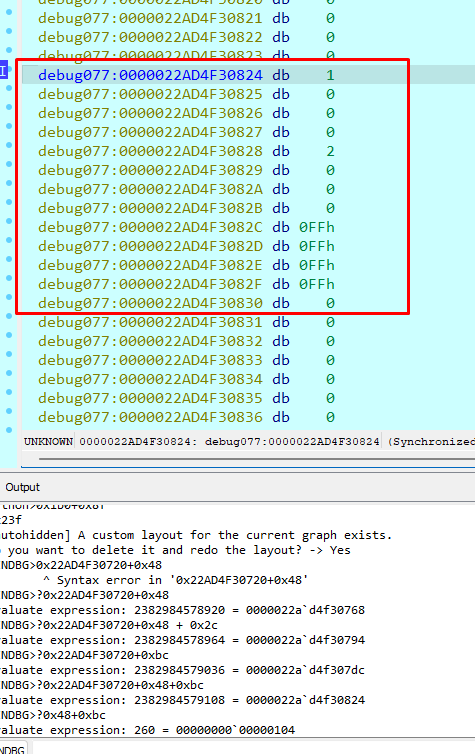 debug077:0000022AD4F30821 db 0
debug077:0000022AD4F30822 db 0
debug077:0000022AD4F30823 db 0
debug077:0000022AD4F30824 db 1
debug077:0000022AD4F30825 db 0
debug077:0000022AD4F30826 db 0
debug077:0000022AD4F30827 db 0
debug077:0000022AD4F30828 db 2
debug077:0000022AD4F30829 db 0
debug077:0000022AD4F3082A db 0
debug077:0000022AD4F3082B db 0
debug077:0000022AD4F3082C db 0FFh
debug077:0000022AD4F3082D db 0FFh
debug077:0000022AD4F3082E db 0FFh
debug077:0000022AD4F3082F db 0FFh
debug077:0000022AD4F30830 db 0
debug077:0000022AD4F30831 db 0
debug077:0000022AD4F30832 db 0
debug077:0000022AD4F30833 db 0
debug077:0000022AD4F30834 db 0
debug077:0000022AD4F30835 db 0
debug077:0000022AD4F30836 db 0
UNKNOWN 0000022AD4F30824: debug077:0000022AD4F30824 (Synchronized
Output
thon>0x1D0+0x6f
23f
autohidden] A custom layout for the current graph exists.
you want to delete it and redo the layout? -> Yes
NDBG>0x22AD4F30720+0x48
^ Syntax error in '0x22AD4F30720+0x48'
NDBG>?0x22AD4F30720+0x48
aluate expression: 2382984578920 = 0000022a`d4f30768
NDBG>?0x22AD4F30720+0x48 + 0x2c
aluate expression: 2382984578964 = 0000022a`d4f30794
NDBG>?0x22AD4F30720+0xbc
aluate expression: 2382984579036 = 0000022a`d4f307dc
NDBG>?0x22AD4F30720+0x48+0xbc
aluate expression: 2382984579108 = 0000022a`d4f30824
NDBG>?0x48+0xbc
aluate expression: 260 = 00000000`00000104
NDBG